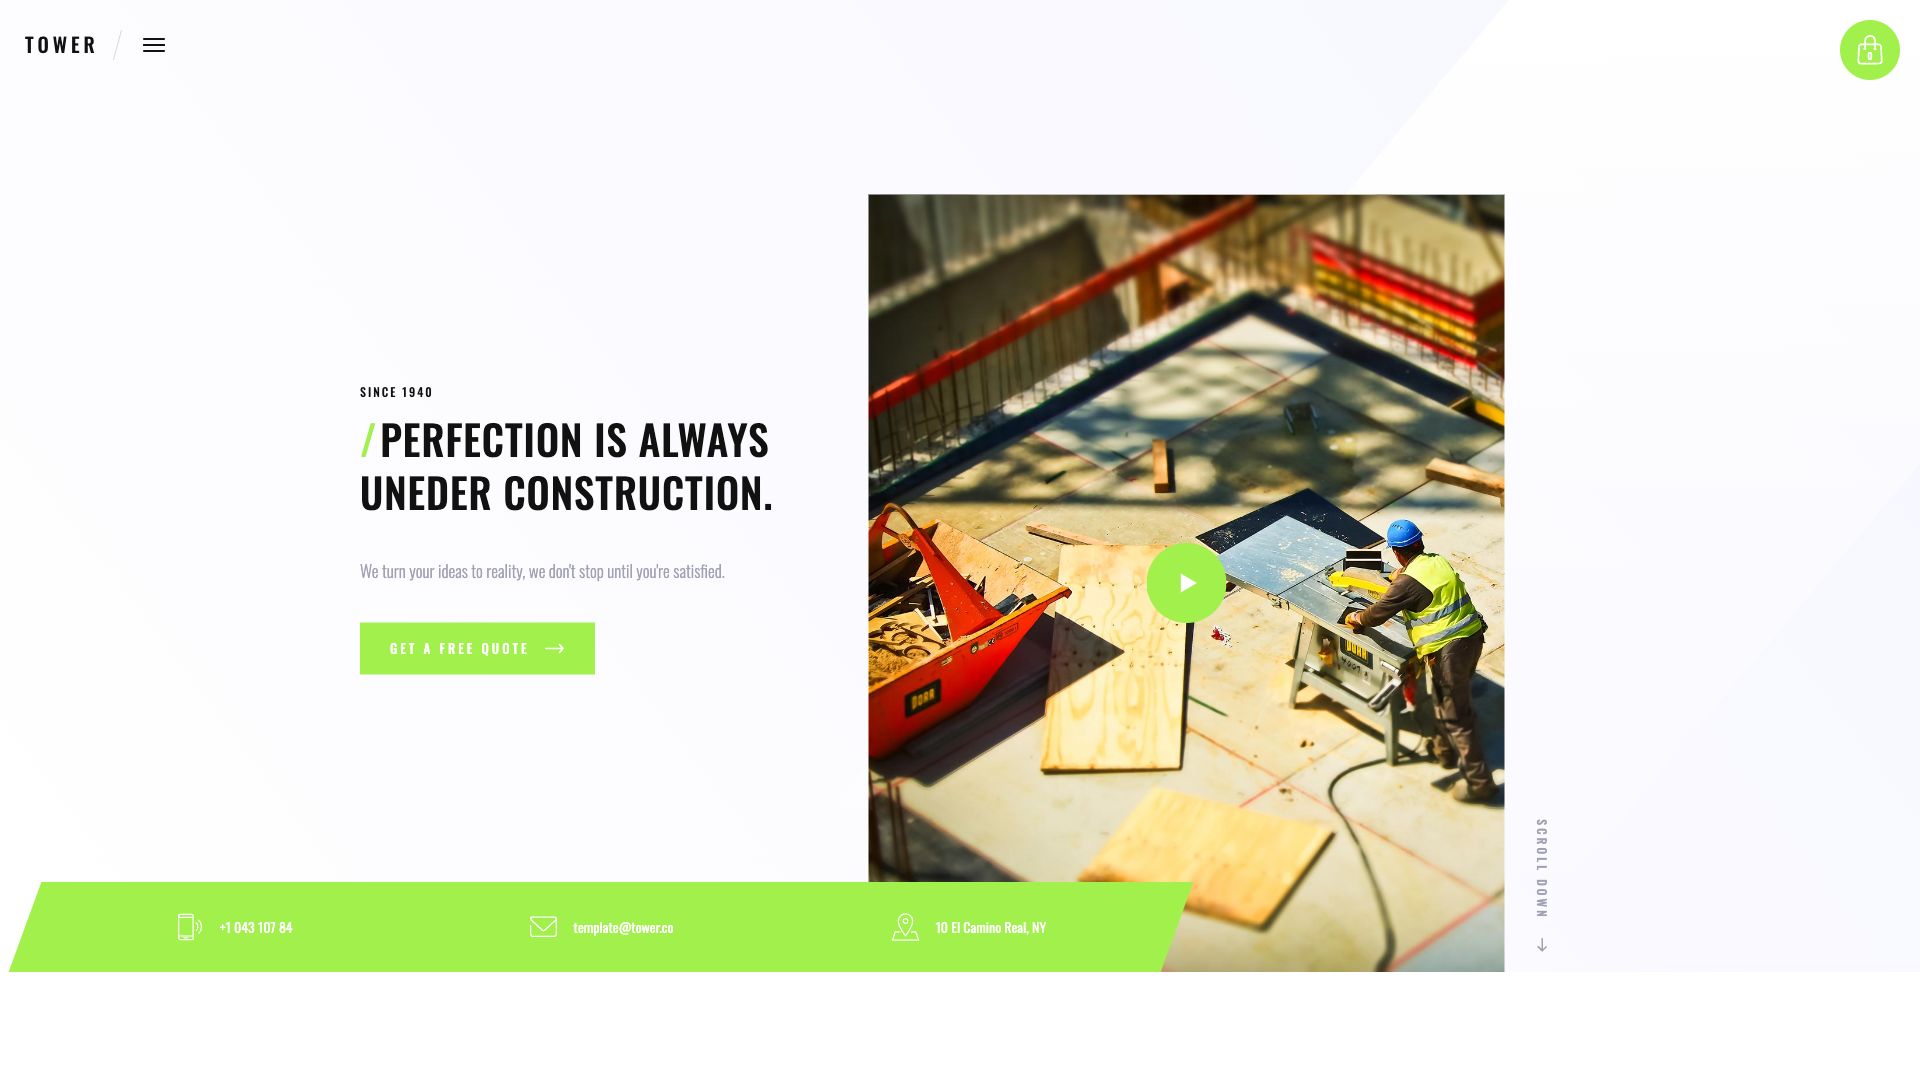 TOWER
0
SINCE 1940
/PERFECTION IS ALWAYS
UNEDER CONSTRUCTION.
We turn your ideas to reality, we don't stop until you're satisfied.
GET A FREE QUOTE
DORR
SCROLL DOWN
+1 043 107 84
template@tower.co
10 El Camino Real, NY